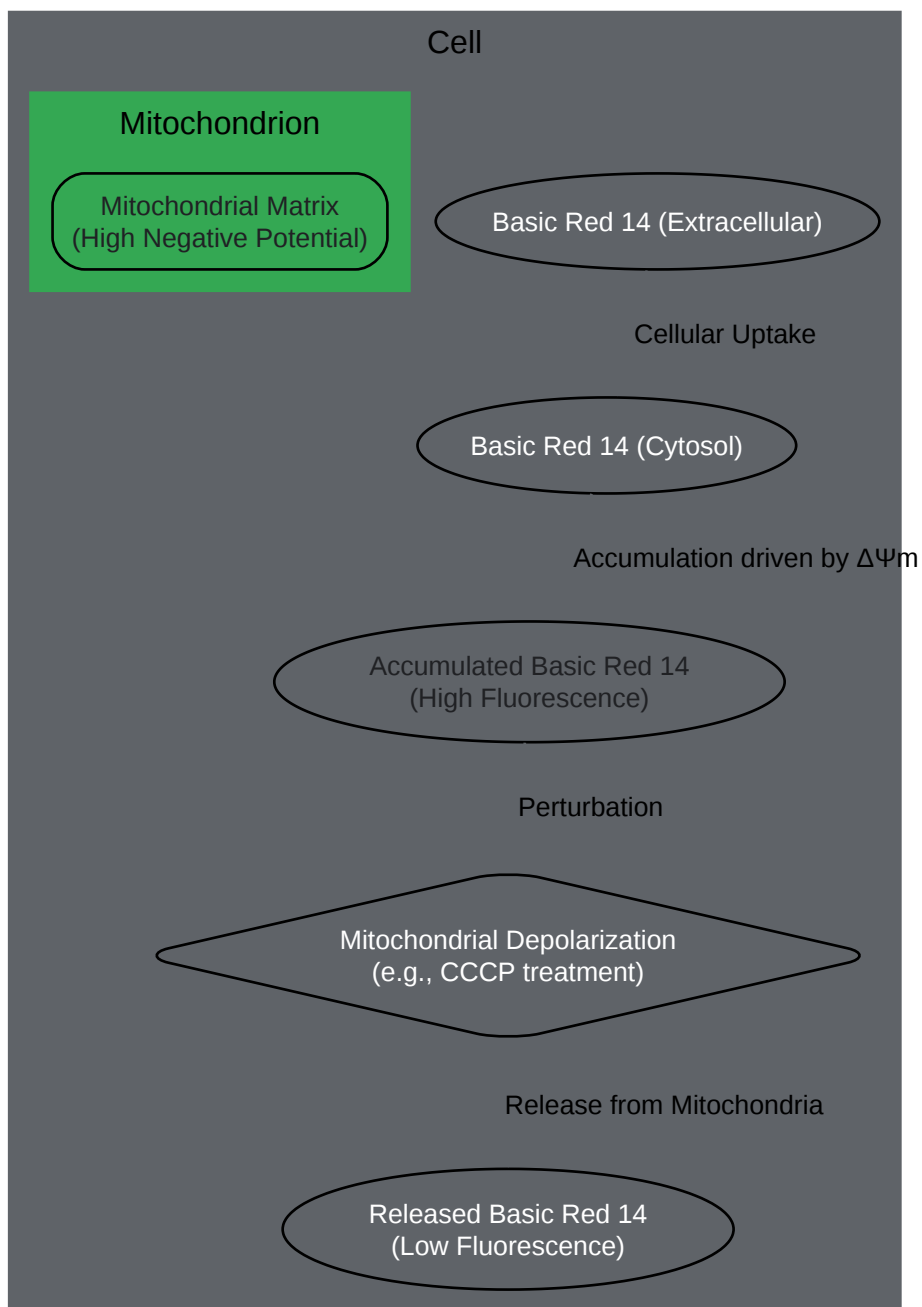 Cell
Mitochondrion
Mitochondrial Matrix
(High Negative Potential)
Basic Red 14 (Extracellular)
Cellular Uptake
Basic Red 14 (Cytosol)
Accumulation driven by ΔΨm
Accumulated Basic Red 14
(High Fluorescence)
Perturbation
Mitochondrial Depolarization
(e.g., CCCP treatment)
Release from Mitochondria
Released Basic Red 14
(Low Fluorescence)